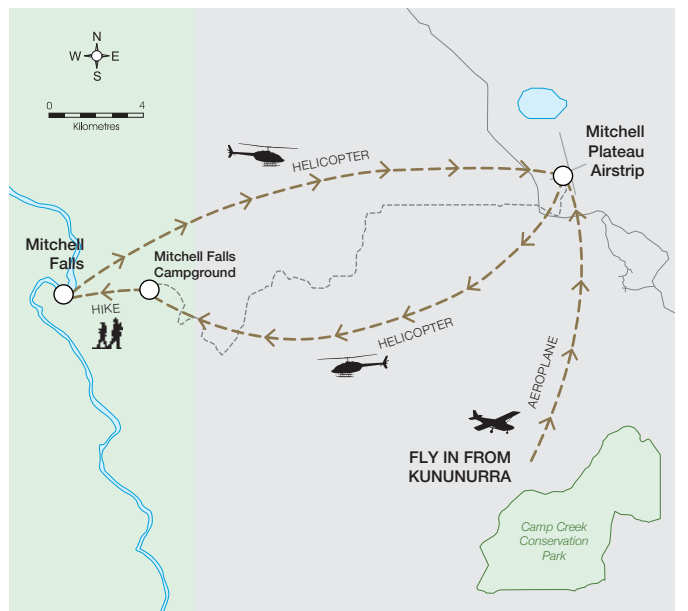 N
W E
S
0 4
Kilometres
HELICOPTER
Mitchell
Plateau
Airstrip
Mitchell
Falls
Mitchell Falls
Campground
HIKE
HELICOPTER
AEROPLANE
FLY IN FROM
KUNUNURRA
Camp Creek
Conservation
Park